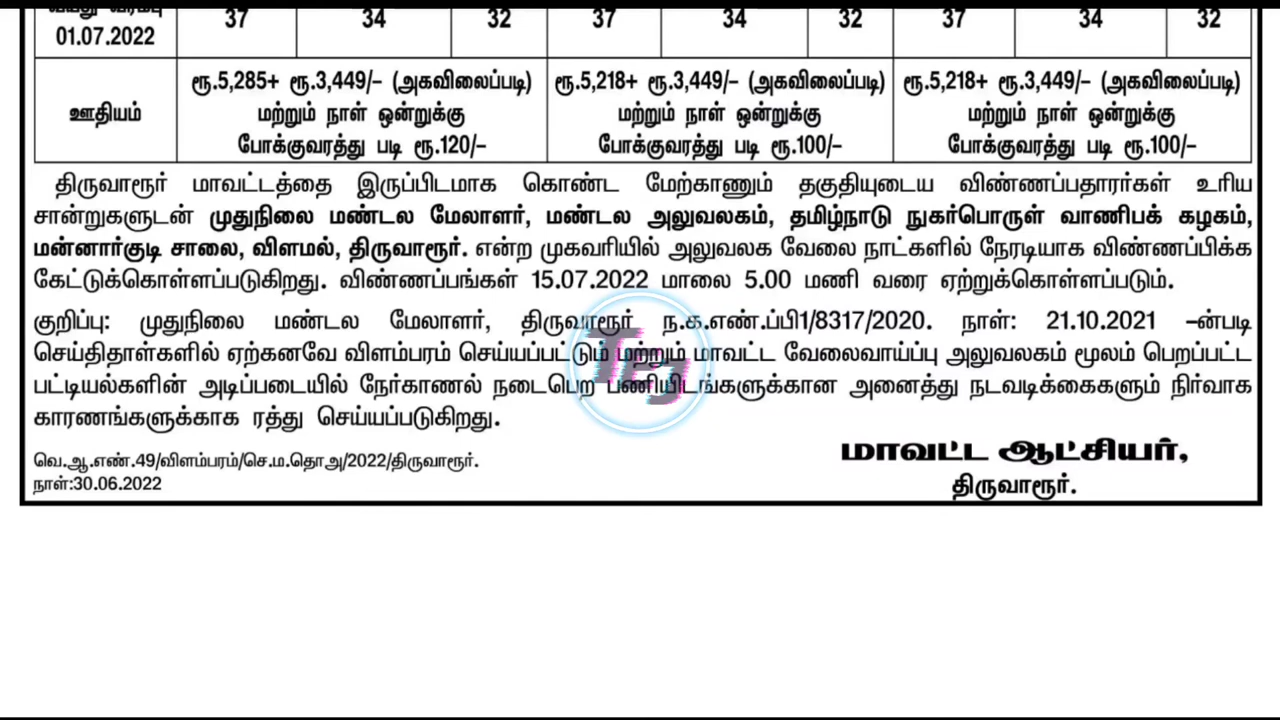 வயது வரம்பு 37 34 32 37 34 32 37 34 32
01.07.2022
ரூ.5,285+ ரூ.3,449/- (அகவிலைப்படி) ரூ.5,218+ ரூ.3,449/- (அகவிலைப்படி) ரூ.5,218+ ரூ.3,449/- (அகவிலைப்படி)
ஊதியம் மற்றும் நாள் ஒன்றுக்கு மற்றும் நாள் ஒன்றுக்கு மற்றும் நாள் ஒன்றுக்கு
போக்குவரத்து படி ரூ.120/- போக்குவரத்து படி ரூ.100/- போக்குவரத்து படி ரூ.100/-
திருவாரூர் மாவட்டத்தை இருப்பிடமாக கொண்ட மேற்காணும் தகுதியுடைய விண்ணப்பதாரர்கள் உரிய
சான்றுகளுடன் முதுநிலை மண்டல மேலாளர், மண்டல அலுவலகம், தமிழ்நாடு நுகர்பொருள் வாணிபக் கழகம்,
மன்னார்குடி சாலை, விளமல், திருவாரூர். என்ற முகவரியில் அலுவலக வேலை நாட்களில் நேரடியாக விண்ணப்பிக்க
கேட்டுக்கொள்ளப்படுகிறது. விண்ணப்பங்கள் 15.07.2022 மாலை 5.00 மணி வரை ஏற்றுக்கொள்ளப்படும்.
குறிப்பு: முதுநிலை மண்டல மேலாளர், திருவாரூர் ந.க.எண்.ப்பி1/8317/2020. நாள்: 21.10.2021 –ன்படி
செய்திதாள்களில் ஏற்கனவே விளம்பரம் செய்யப்பட்டும் மற்றும் மாவட்ட வேலைவாய்ப்பு அலுவலகம் மூலம் பெறப்பட்ட
பட்டியல்களின் அடிப்படையில் நேர்காணல் நடைபெற பணியிடங்களுக்கான அனைத்து நடவடிக்கைகளும் நிர்வாக
காரணங்களுக்காக ரத்து செய்யப்படுகிறது.
மாவட்ட ஆட்சியர்,
வெ.ஆ.எண்.49/விளம்பரம்/செ.ம.தொஅ/2022/திருவாரூர்.
நாள்:30.06.2022 திருவாரூர்.